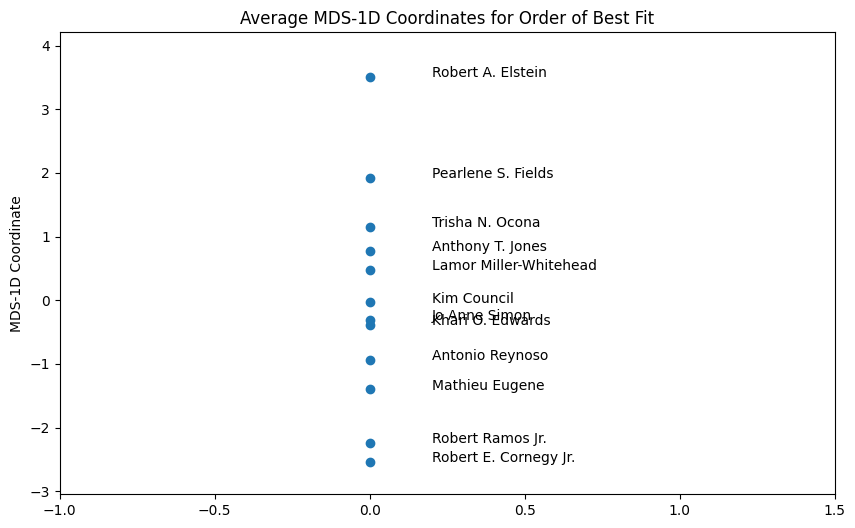 Average MDS-1D Coordinates for Order of Best Fit
4
Robert A. Elstein
3
2
Pearlene S. Fields
Trisha N. Ocona
1
Anthony T. Jones
Lamor Miller-Whitehead
MDS-1D Coordinate
0
Kim Council
Jo Anne Simon
Khari O. Edwards
−1
Antonio Reynoso
Mathieu Eugene
−2
Robert Ramos Jr.
Robert E. Cornegy Jr.
−3
−1.0
−0.5
0.0
0.5
1.0
1.5